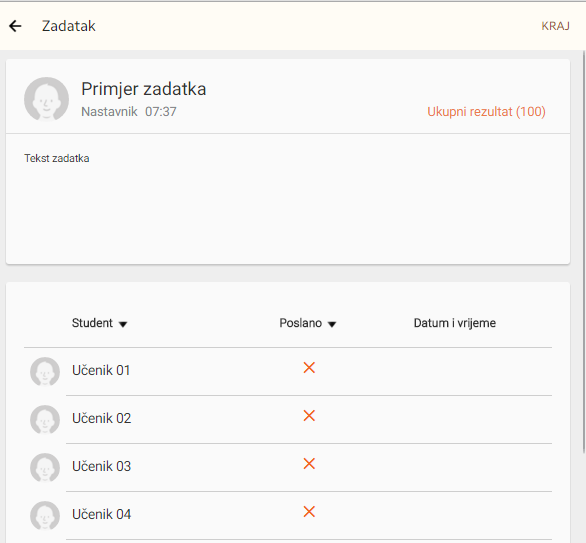 Zadatak KRAJ
Primjer zadatka
Nastavnik 07:37 Ukupni rezultat (100)
Tekst zadatka
Student Poslano Datum i vrijeme
Učenik 01
Učenik 02
Učenik 03
Učenik 04